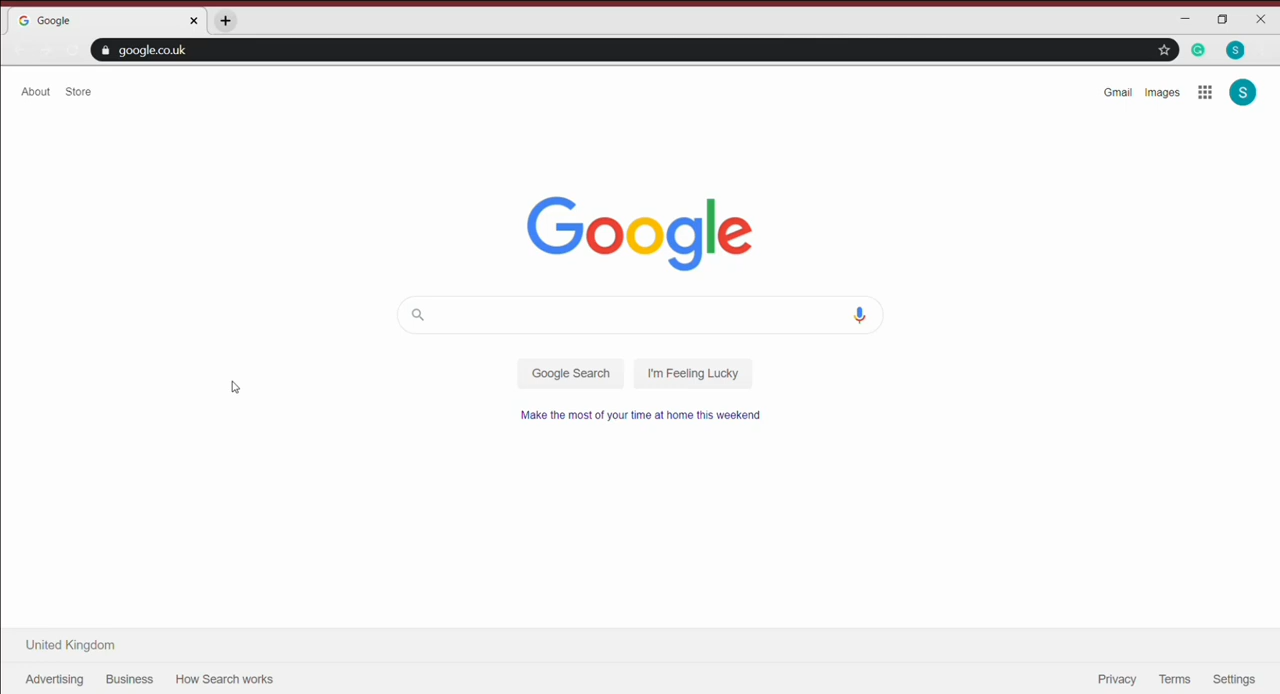 Google
google.co.uk
S
About Store
Gmail Images S
Google
Google Search I'm Feeling Lucky
Make the most of your time at home this weekend
United Kingdom
Advertising Business How Search works
Privacy Terms Settings